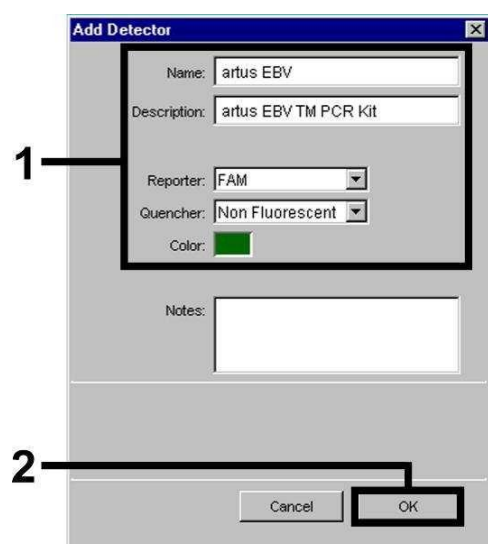 Add Detector
Name: artus EBV
Description: artus EBV TM PCR Kit
1
Reporter: FAM
Quencher: Non Fluorescent
Color:
Notes:
2
Cancel OK